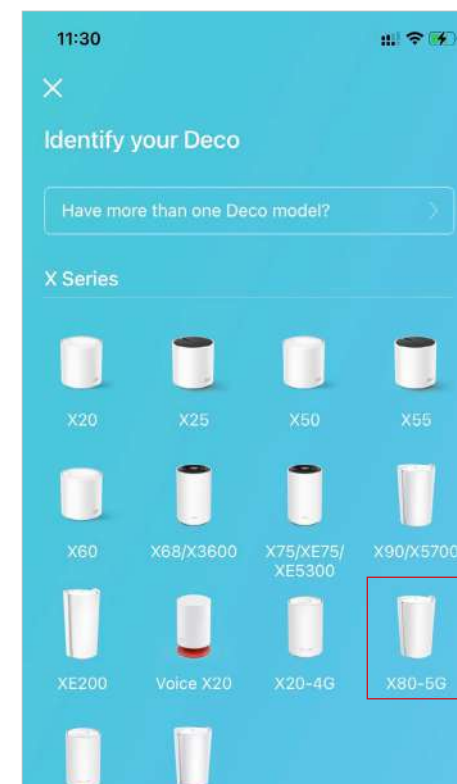 11:30
Identify your Deco
Have more than one Deco model?
X Series
X20 X25 X50 X55
X60 X68/X3600 X75/XE75/ X90/X5700
XE5300
XE200 Voice X20 X20-4G X80-5G